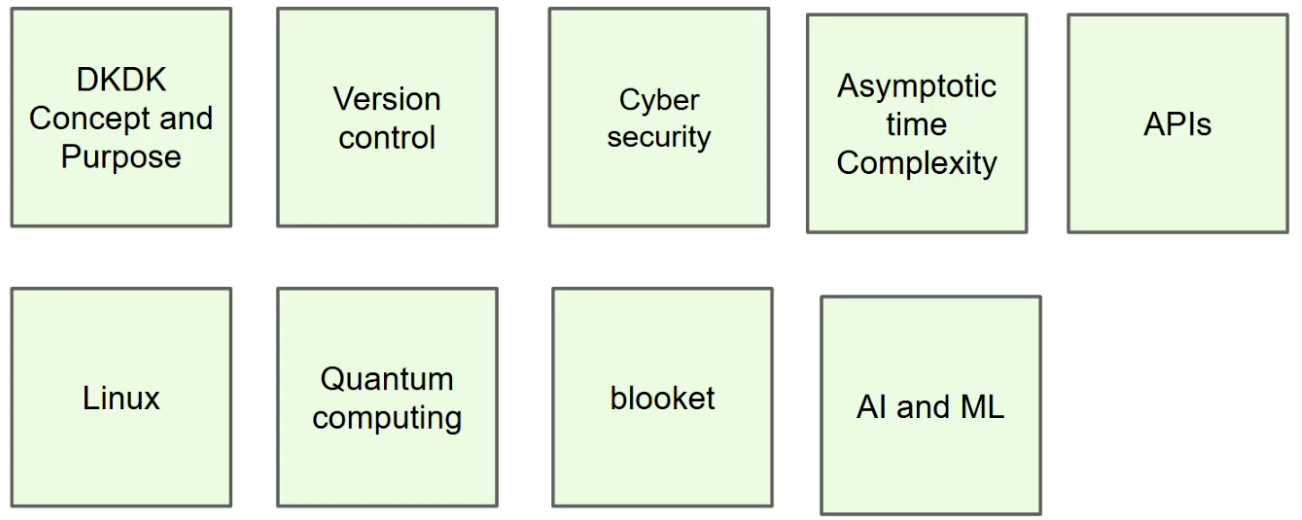 DKDK
Concept and
Purpose
Version
control
Cyber
security
Asymptotic
time
Complexity
APIs
Linux
Quantum
computing
blooket
AI and ML